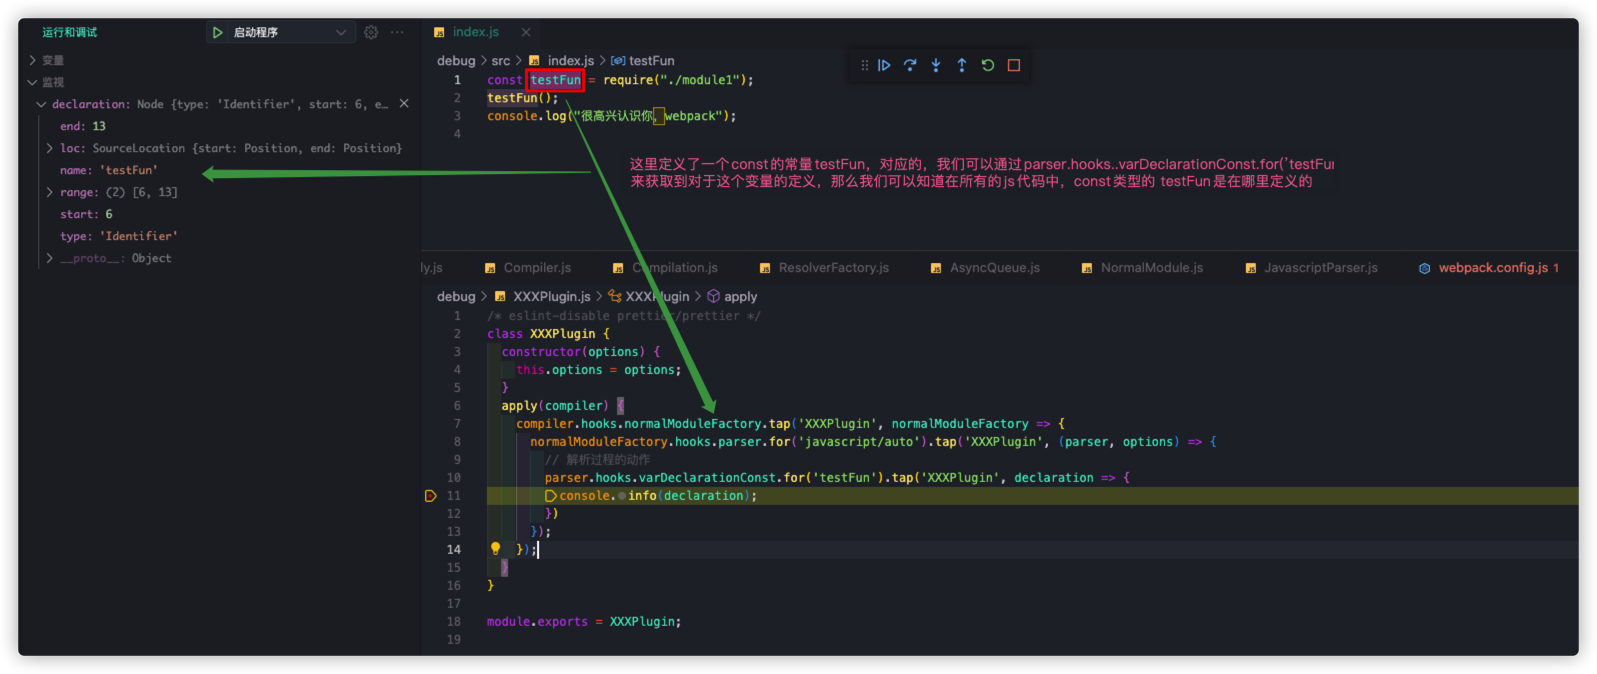 运行和调试
启动程序
变量
监视
declaration: Node {type: 'Identifier', start: 6, e…
end: 13
loc: SourceLocation {start: Position, end: Position}
name: 'testFun'
range: (2) [6, 13]
start: 6
type: 'Identifier'
__proto__: Object
index.js
debug > src > index.js > testFun
1 const testFun = require("./module1");
2 testFun();
3 console.log("很高兴认识你，webpack");
4
这里定义了一个const的常量testFun，对应的，我们可以通过parser.hooks..varDeclarationConst.for('testFun
来获取到对于这个变量的定义，那么我们可以知道在所有的js代码中，const类型的 testFun是在哪里定义的
ly.js Compiler.js Compilation.js ResolverFactory.js AsyncQueue.js NormalModule.js JavascriptParser.js webpack.config.js 1
debug > XXXPlugin.js > XXXPlugin > apply
1 /* eslint-disable prettier/prettier */
2 class XXXPlugin {
3 constructor(options) {
4 this.options = options;
5 }
6 apply(compiler) {
7 compiler.hooks.normalModuleFactory.tap('XXXPlugin', normalModuleFactory => {
8 normalModuleFactory.hooks.parser.for('javascript/auto').tap('XXXPlugin', (parser, options) => {
9 // 解析过程的动作
10 parser.hooks.varDeclarationConst.for('testFun').tap('XXXPlugin', declaration => {
11 console.info(declaration);
12 })
13 });
14 });
15 }
16 }
17
18 module.exports = XXXPlugin;
19